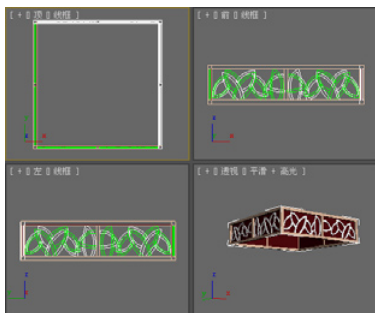 [ + 0 顶 0 线框 ]
[ + 0 前 0 线框 ]
[ + 0 左 0 线框 ]
[ + 0 透视 0 平滑 + 高光 ]